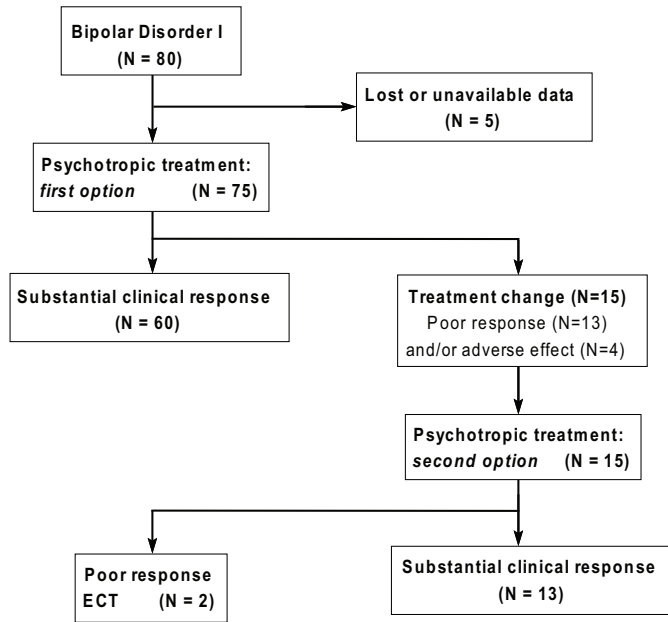 Bipolar Disorder I
(N = 80)
Lost or unavailable data
(N = 5)
Psychotropic treatment:
first option (N = 75)
Substantial clinical response
(N = 60)
Treatment change (N=15)
Poor response (N=13)
and/or adverse effect (N=4)
Psychotropic treatment:
second option (N = 15)
Poor response
ECT (N = 2)
Substantial clinical response
(N = 13)